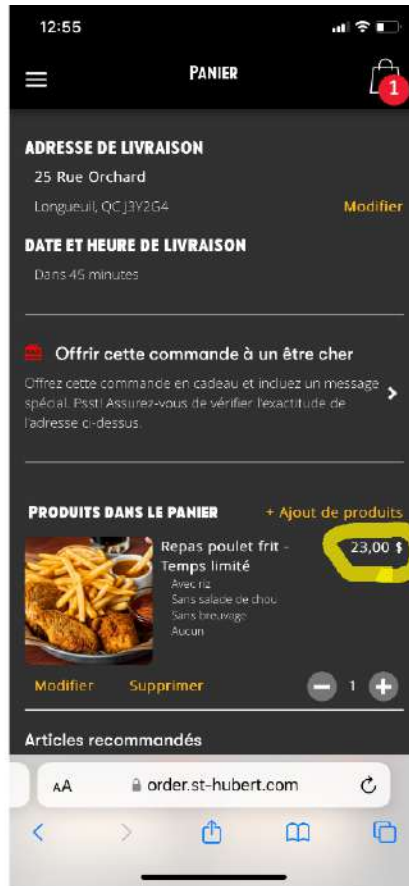 12:55
PANIER
1
ADRESSE DE LIVRAISON
25 Rue Orchard
Longueuil, QC J3Y2G4
Modifier
DATE ET HEURE DE LIVRAISON
Dans 45 minutes
Offrir cette commande à un être cher
Offrez cette commande en cadeau et incluez un message
spécial. Psst! Assurez-vous de vérifier l'exactitude de
l'adresse ci-dessus.
PRODUITS DANS LE PANIER
+ Ajout de produits
Repas poulet frit -
Temps limité
23,00 $
Avec riz
Sans salade de chou
Sans breuvage
Aucun
Modifier
Supprimer
1
Articles recommandés
AA
order.st-hubert.com